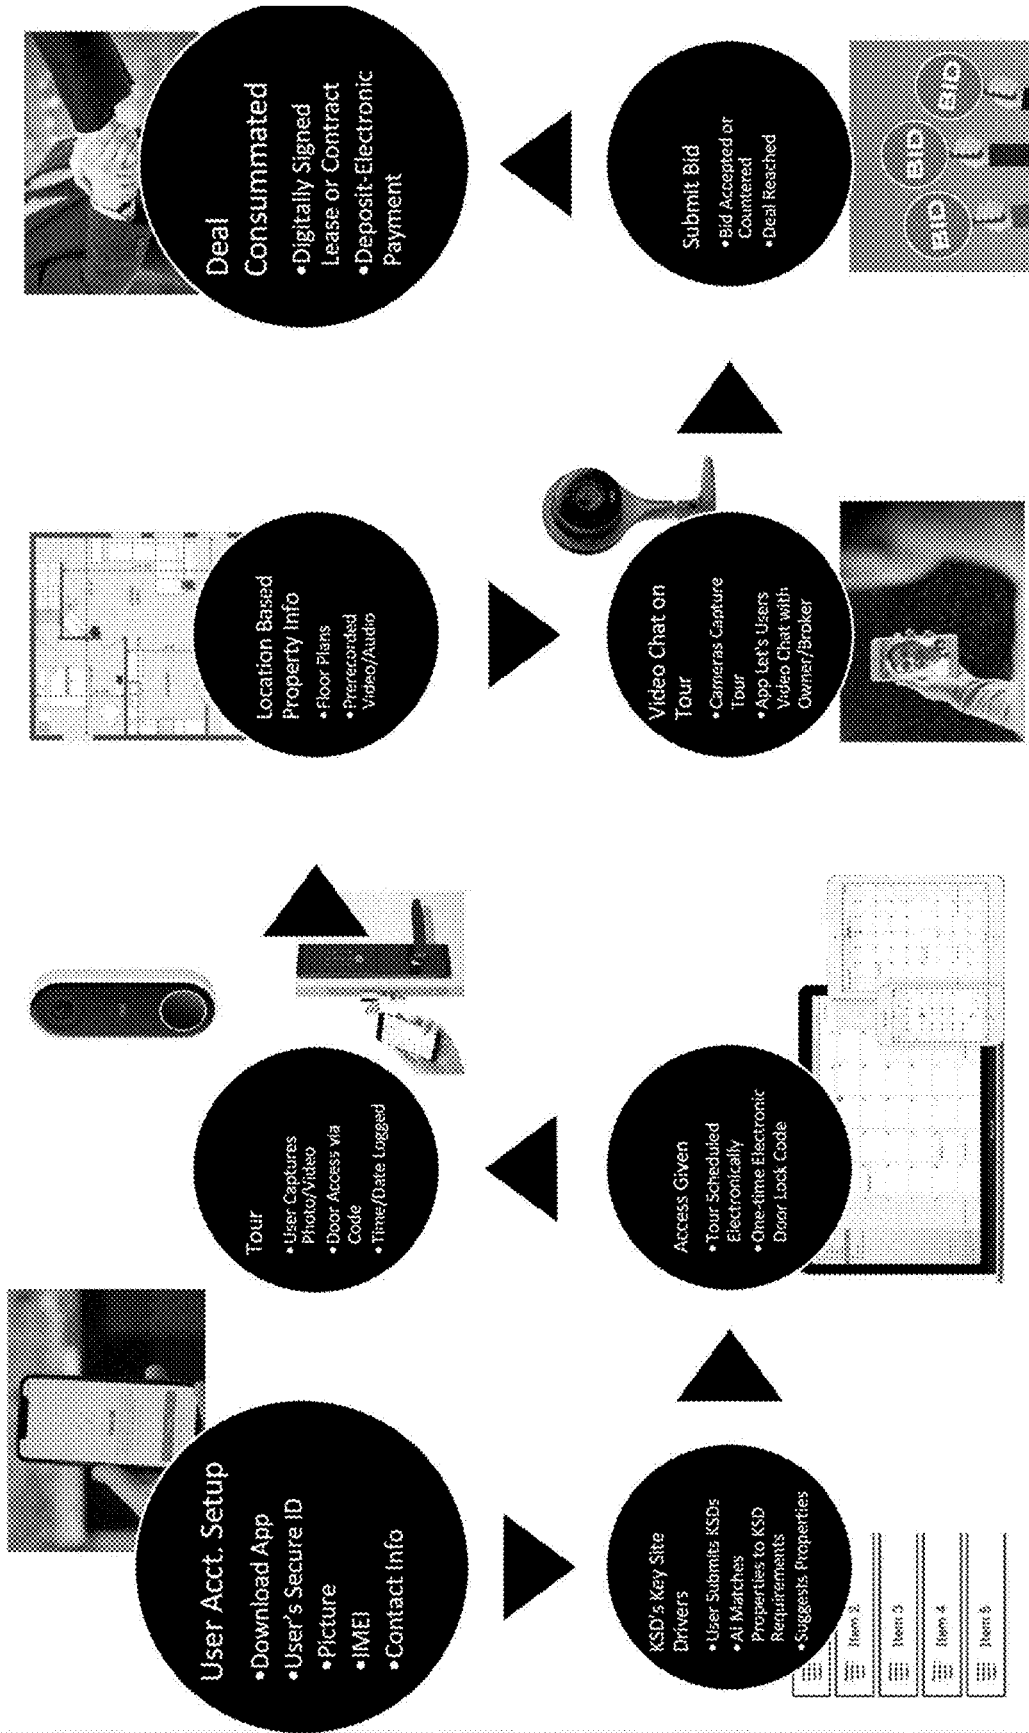 User Acct. Setup
•Download App
•User's Secure ID
•Picture
•IMEI
•Contact Info
KSD's Key Site
Drivers
•User Submits KSDs
•AI Matches
Properties to KSD
Requirements
•Suggests Properties
Item 2
Item 3
Item 4
Item 5
Access Given
•Tour Scheduled
Electronically
•One-time Electronic
Door Lock Code
Tour
•User Captures
Photo/Video
•Door Access via
Code
•Time/Date Logged
Location Based
Property Info
•Floor Plans
•Prerecorded
Video/Audio
Video Chat on
Tour
•Cameras Capture
Tour
•App Let's Users
Video Chat with
Owner/Broker
Submit Bid
•Bid Accepted or
Countered
•Deal Reached
BID
BID
BID
Deal
Consummated
•Digitally Signed
Lease or Contract
•Deposit-Electronic
Payment